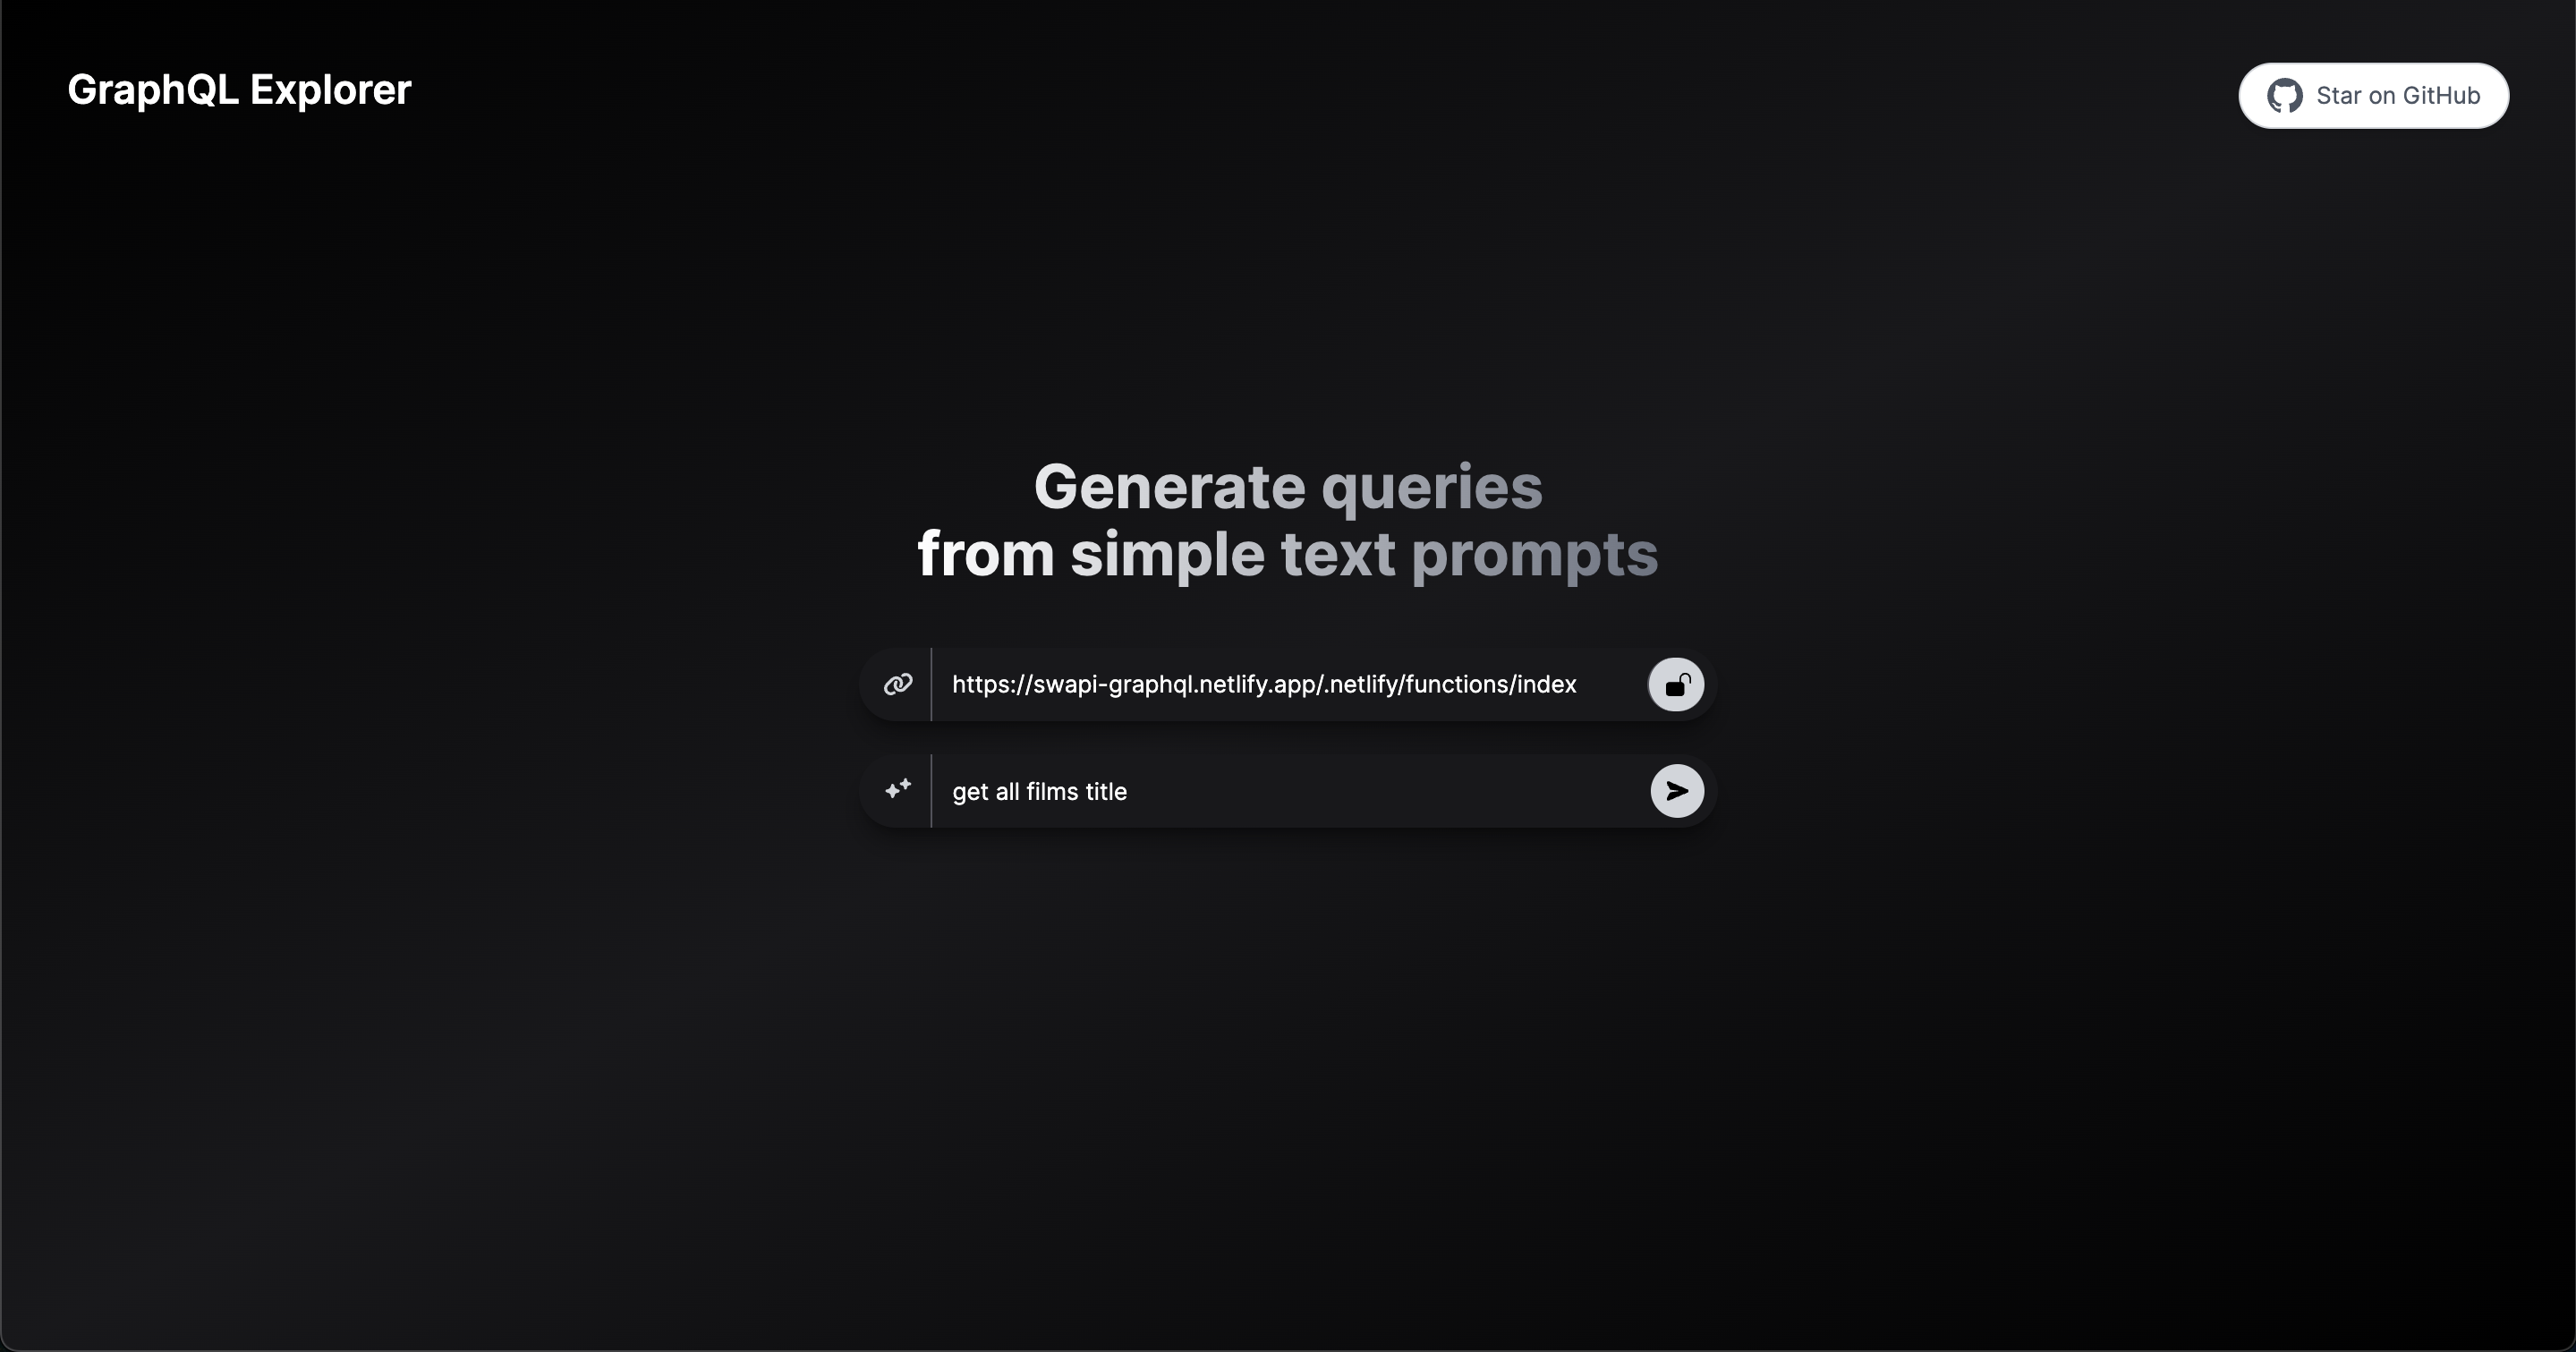 GraphQL Explorer
Star on GitHub
Generate queries
from simple text prompts
https://swapi-graphql.netlify.app/.netlify/functions/index
get all films title